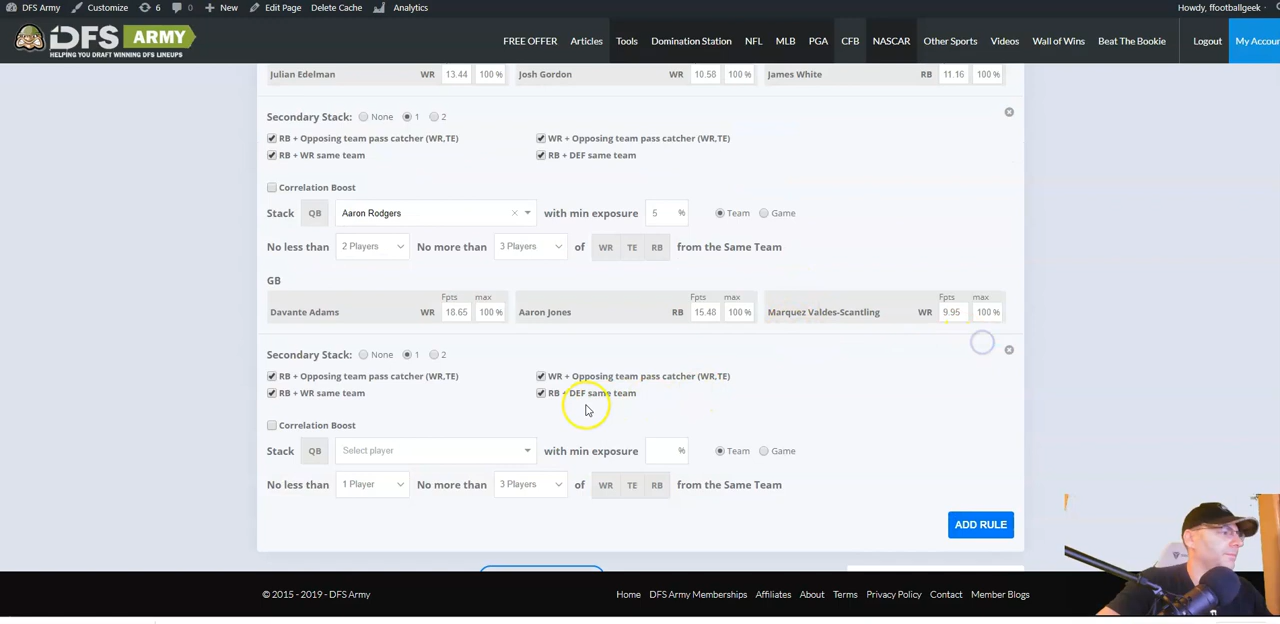 DFS Army Customize 6 0 New Edit Page Delete Cache Analytics Howdy, ffootballgeek
DFS ARMY
HELPING YOU DRAFT WINNING DFS LINEUPS
FREE OFFER Articles Tools Domination Station NFL MLB PGA CFB NASCAR Other Sports Videos Wall of Wins Beat The Bookie Logout My Accoun
Julian Edelman WR 13.44 100 % Josh Gordon WR 10.58 100 % James White RB 11.16 100 %
Secondary Stack: None 1 2
RB + Opposing team pass catcher (WR,TE) WR + Opposing team pass catcher (WR,TE)
RB + WR same team RB + DEF same team
Correlation Boost
Stack QB Aaron Rodgers × with min exposure 5 % Team Game
No less than 2 Players No more than 3 Players of WR TE RB from the Same Team
GB
Fpts max Fpts max Fpts max
Davante Adams WR 18.65 100 % Aaron Jones RB 15.48 100 % Marquez Valdes-Scantling WR 9.95 100 %
Secondary Stack: None 1 2
RB + Opposing team pass catcher (WR,TE) WR + Opposing team pass catcher (WR,TE)
RB + WR same team RB + DEF same team
Correlation Boost
Stack QB Select player with min exposure % Team Game
No less than 1 Player No more than 3 Players of WR TE RB from the Same Team
ADD RULE
© 2015 - 2019 - DFS Army Home DFS Army Memberships Affiliates About Terms Privacy Policy Contact Member Blogs